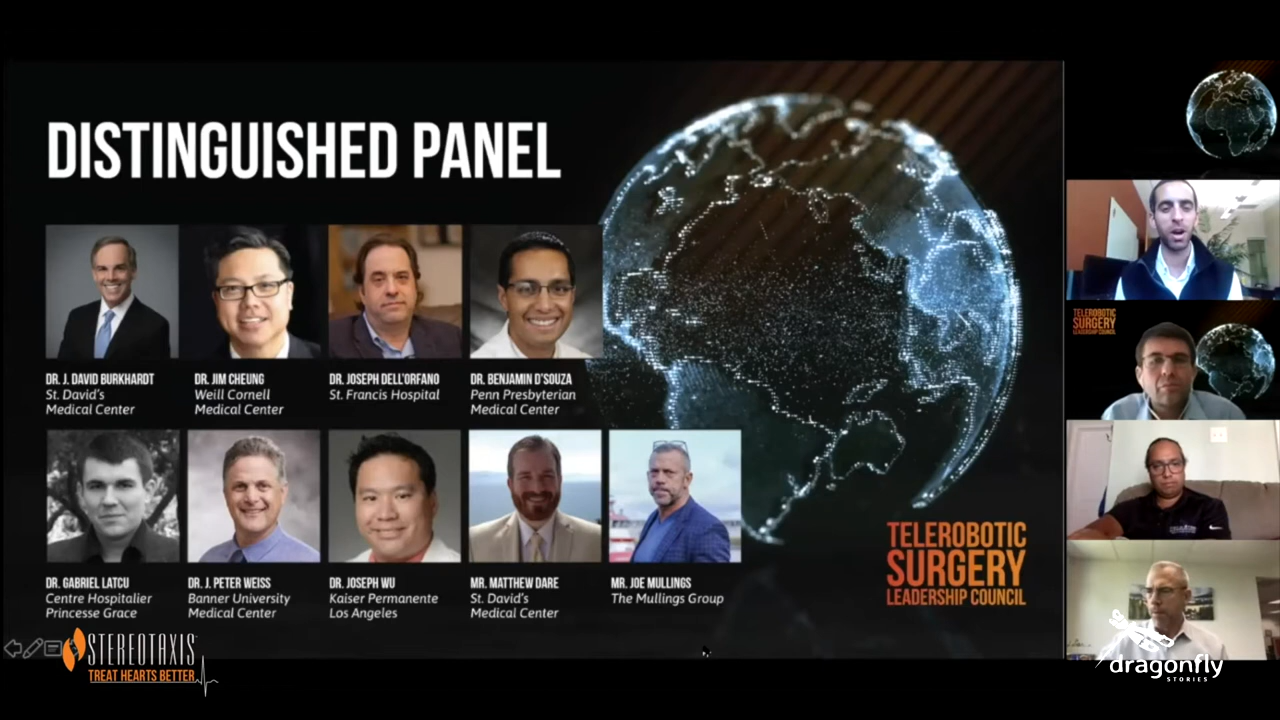 DISTINGUISHED PANEL
DR. J. DAVID BURKHARDT
St. David's
Medical Center
DR. JIM CHEUNG
Weill Cornell
Medical Center
DR. JOSEPH DELL'ORFANO
St. Francis Hospital
DR. BENJAMIN D'SOUZA
Penn Presbyterian
Medical Center
DR. GABRIEL LATCU
Centre Hospitalier
Princesse Grace
DR. J. PETER WEISS
Banner University
Medical Center
DR. JOSEPH WU
Kaiser Permanente
Los Angeles
MR. MATTHEW DARE
St. David's
Medical Center
MR. JOE MULLINGS
The Mullings Group
TELEROBOTIC
SURGERY
LEADERSHIP COUNCIL
STEREOTAXIS
TREAT HEARTS BETTER
TELEROBOTIC
SURGERY
LEADERSHIP COUNCIL
dragonfly
STORIES